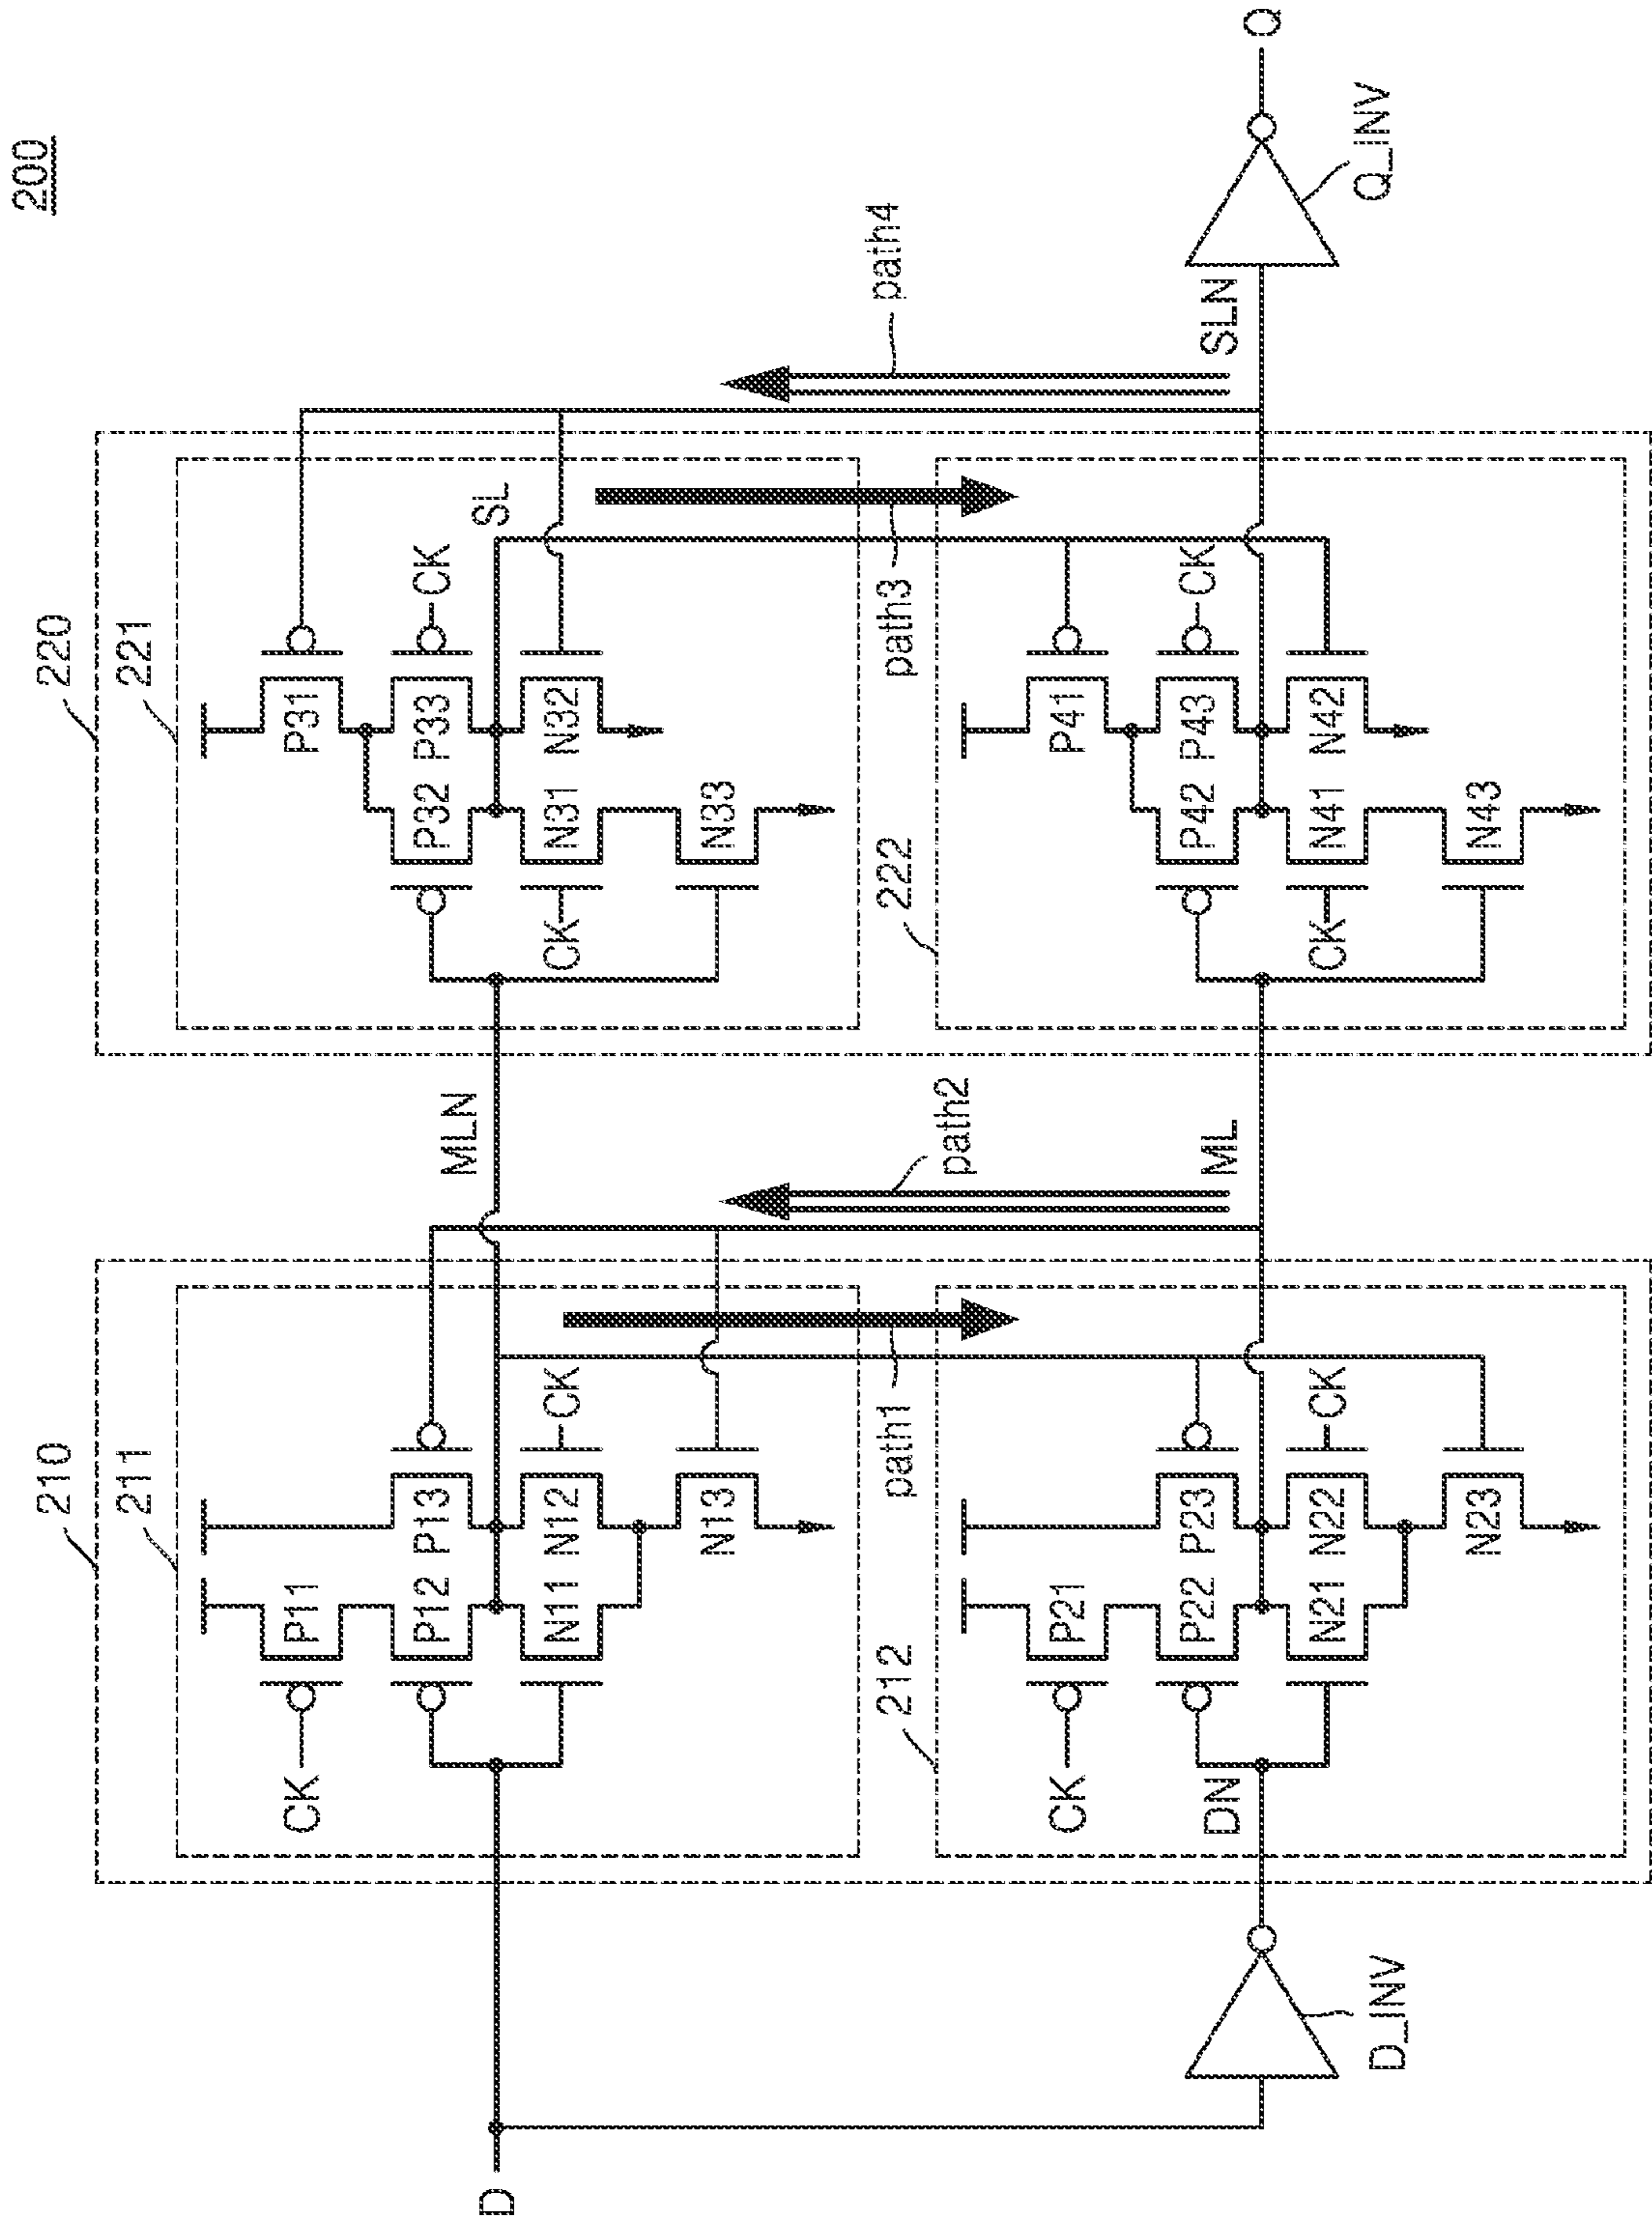 200
210
220
211
221
CK
P11
P12
P13
N11
N12
CK
N13
MLN
P31
P32
P33
CK
SL
CK
N31
N32
N33
D
path1
path2
path3
path4
212
222
CK
P21
P22
P23
DN
N21
N22
CK
N23
ML
P41
P42
P43
CK
CK
N41
N42
N43
SLN
Q
D_INV
Q_INV